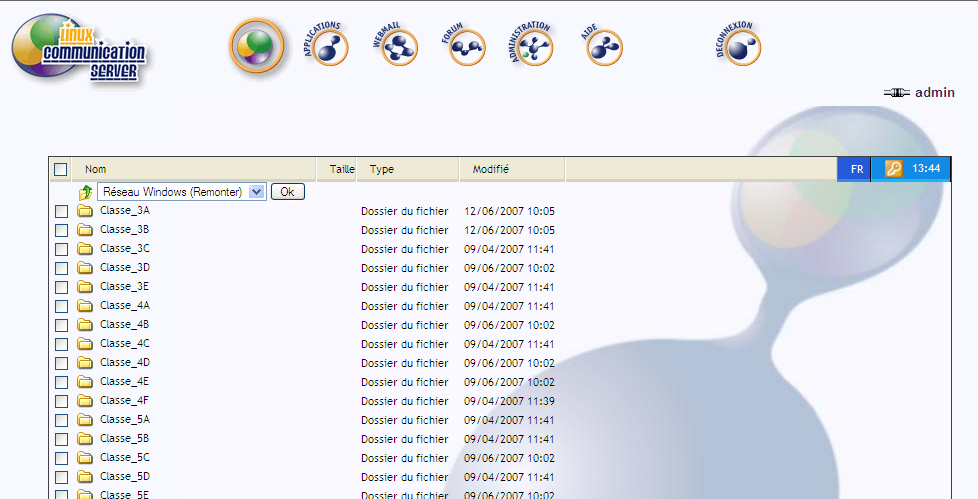 Linux
Communication
SERVER
APPLICATIONS
WEBMAIL
FORUM
ADMINISTRATION
AIDE
DECONNEXION
admin
Nom Taille Type Modifié FR 13:44
Réseau Windows (Remonter) Ok
Classe_3A Dossier du fichier 12/06/2007 10:05
Classe_3B Dossier du fichier 12/06/2007 10:05
Classe_3C Dossier du fichier 09/04/2007 11:41
Classe_3D Dossier du fichier 09/06/2007 10:02
Classe_3E Dossier du fichier 09/04/2007 11:41
Classe_4A Dossier du fichier 09/04/2007 11:41
Classe_4B Dossier du fichier 09/06/2007 10:02
Classe_4C Dossier du fichier 09/04/2007 11:41
Classe_4D Dossier du fichier 09/06/2007 10:02
Classe_4E Dossier du fichier 09/06/2007 10:02
Classe_4F Dossier du fichier 09/04/2007 11:39
Classe_5A Dossier du fichier 09/04/2007 11:41
Classe_5B Dossier du fichier 09/04/2007 11:41
Classe_5C Dossier du fichier 09/06/2007 10:02
Classe_5D Dossier du fichier 09/04/2007 11:41
Classe_5E Dossier du fichier 09/06/2007 10:02